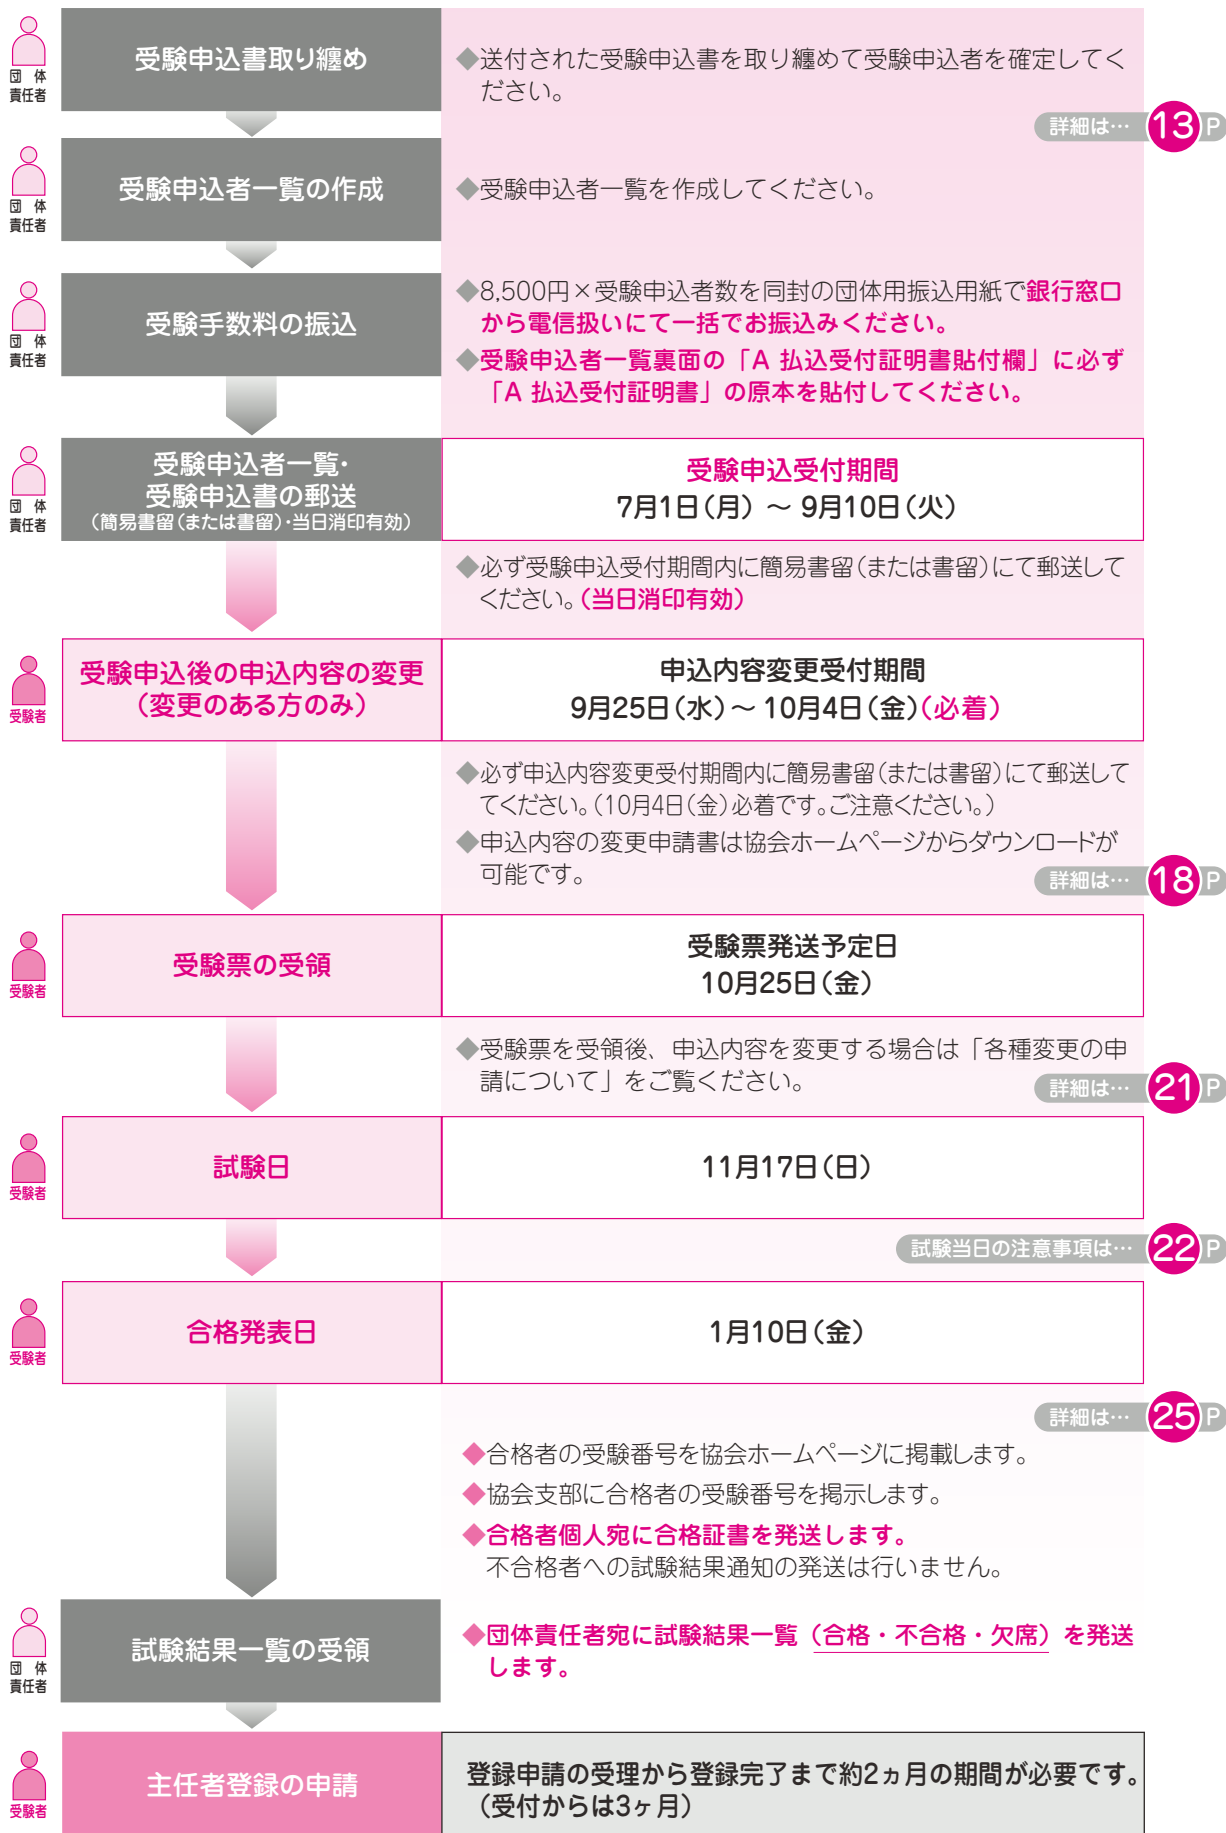 団体
責任者
受験申込書取り纏め
◆送付された受験申込書を取り纏めて受験申込者を確定してく
ださい。
詳細は… 13 P
団体
責任者
受験申込者一覧の作成
◆受験申込者一覧を作成してください。
団体
責任者
受験手数料の振込
◆8,500円×受験申込者数を同封の団体用振込用紙で銀行窓口
から電信扱いにて一括でお振込みください。
◆受験申込者一覧裏面の「A 払込受付証明書貼付欄」に必ず
「A 払込受付証明書」の原本を貼付してください。
団体
責任者
受験申込者一覧・
受験申込書の郵送
（簡易書留（または書留）・当日消印有効）
受験申込受付期間
7月1日（月）～ 9月10日（火）
◆必ず受験申込受付期間内に簡易書留（または書留）にて郵送して
ください。（当日消印有効）
受験者
受験申込後の申込内容の変更
（変更のある方のみ）
申込内容変更受付期間
9月25日（水）～ 10月4日（金）（必着）
◆必ず申込内容変更受付期間内に簡易書留（または書留）にて郵送して
てください。（10月4日（金）必着です。ご注意ください。）
◆申込内容の変更申請書は協会ホームページからダウンロードが
可能です。
詳細は… 18 P
受験者
受験票の受領
受験票発送予定日
10月25日（金）
◆受験票を受領後、申込内容を変更する場合は「各種変更の申
請について」をご覧ください。
詳細は… 21 P
受験者
試験日
11月17日（日）
試験当日の注意事項は… 22 P
受験者
合格発表日
1月10日（金）
詳細は… 25 P
◆合格者の受験番号を協会ホームページに掲載します。
◆協会支部に合格者の受験番号を掲示します。
◆合格者個人宛に合格証書を発送します。
不合格者への試験結果通知の発送は行いません。
団体
責任者
試験結果一覧の受領
◆団体責任者宛に試験結果一覧（合格・不合格・欠席）を発送
します。
受験者
主任者登録の申請
登録申請の受理から登録完了まで約2ヵ月の期間が必要です。
（受付からは3ヶ月）